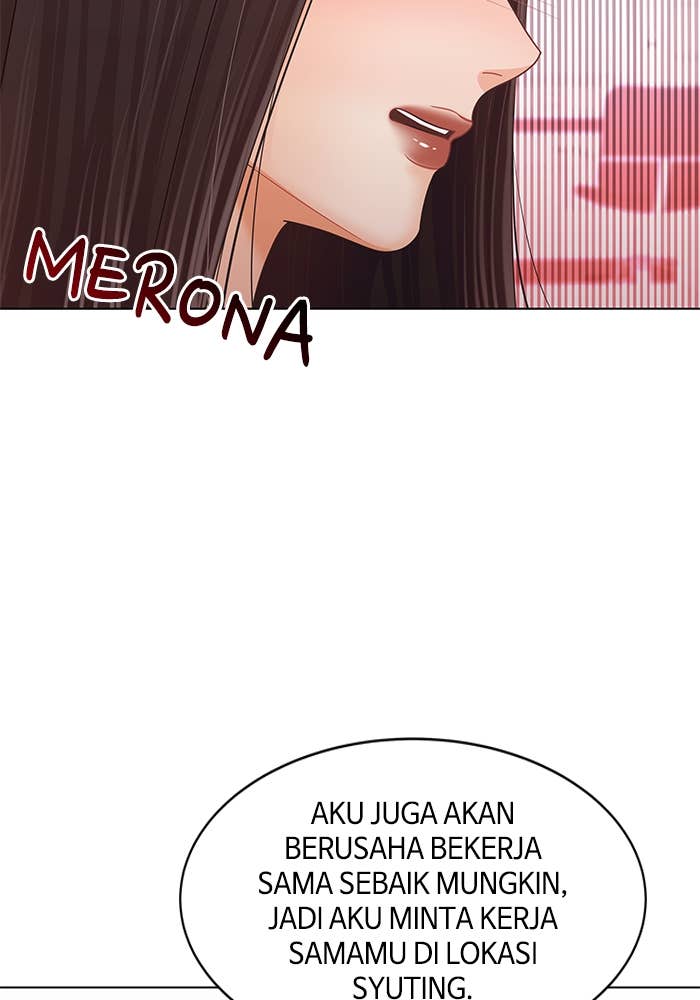 MERONA
AKU JUGA AKAN
BERUSAHA BEKERJA
SAMA SEBAIK MUNGKIN,
JADI AKU MINTA KERJA
SAMAMU DI LOKASI
SYUTING.